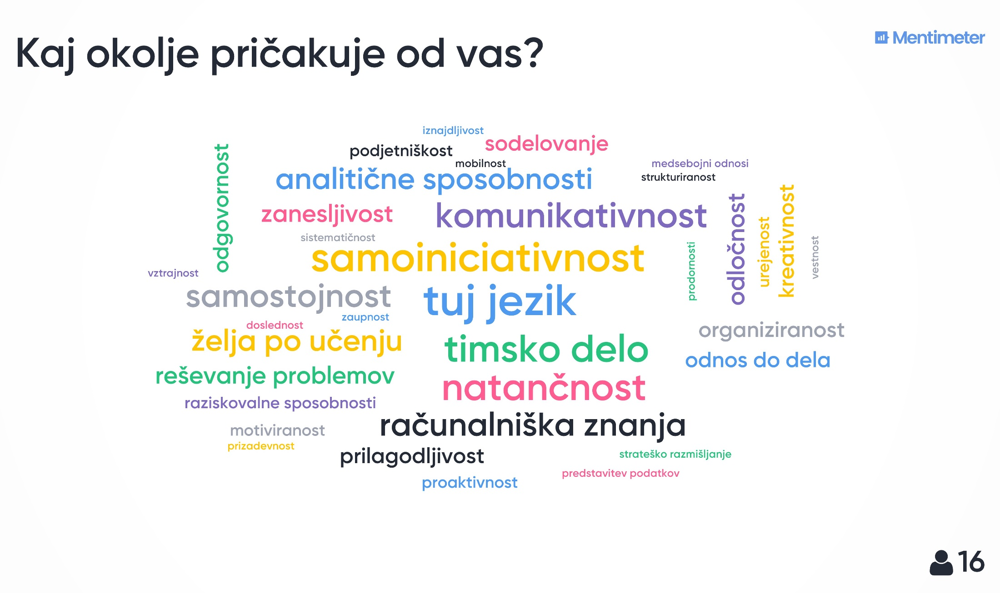 Kaj okolje pričakuje od vas?
Mentimeter
iznajdljivost
sodelovanje
podjetniškost
mobilnost
medsebojni odnosi
analitične sposobnosti
strukturiranost
odgovornost
zanesljivost
komunikativnost
odločnost
urejenost
kreativnost
vestnost
sistematičnost
samoiniciativnost
prodornosti
vztrajnost
samostojnost
tuj jezik
zaupnost
doslednost
organiziranost
želja po učenju
timsko delo
odnos do dela
reševanje problemov
natančnost
raziskovalne sposobnosti
računalniška znanja
motiviranost
prizadevnost
prilagodljivost
strateško razmišljanje
predstavitev podatkov
proaktivnost
16